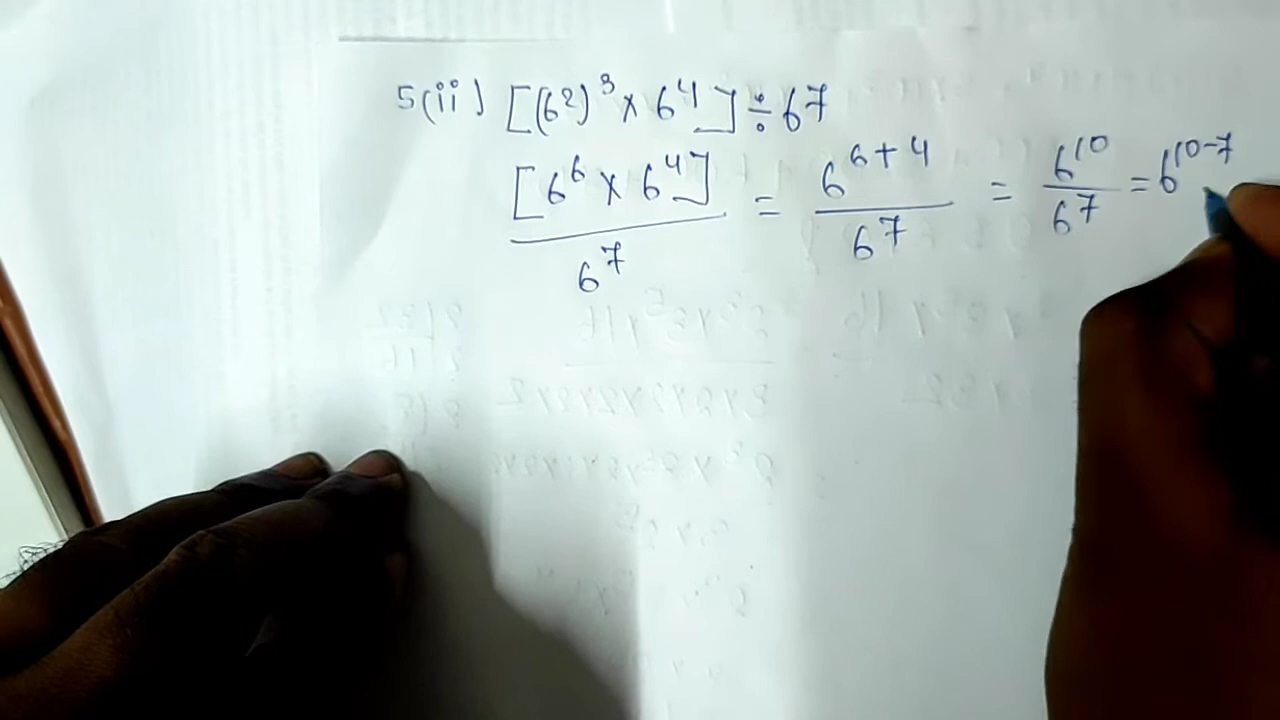 5(ii) [(6²)³ × 6⁴] ÷ 6⁷
[6⁶ × 6⁴] / 6⁷ = 6⁶⁺⁴ / 6⁷ = 6¹⁰ / 6⁷ = 6¹⁰⁻⁷